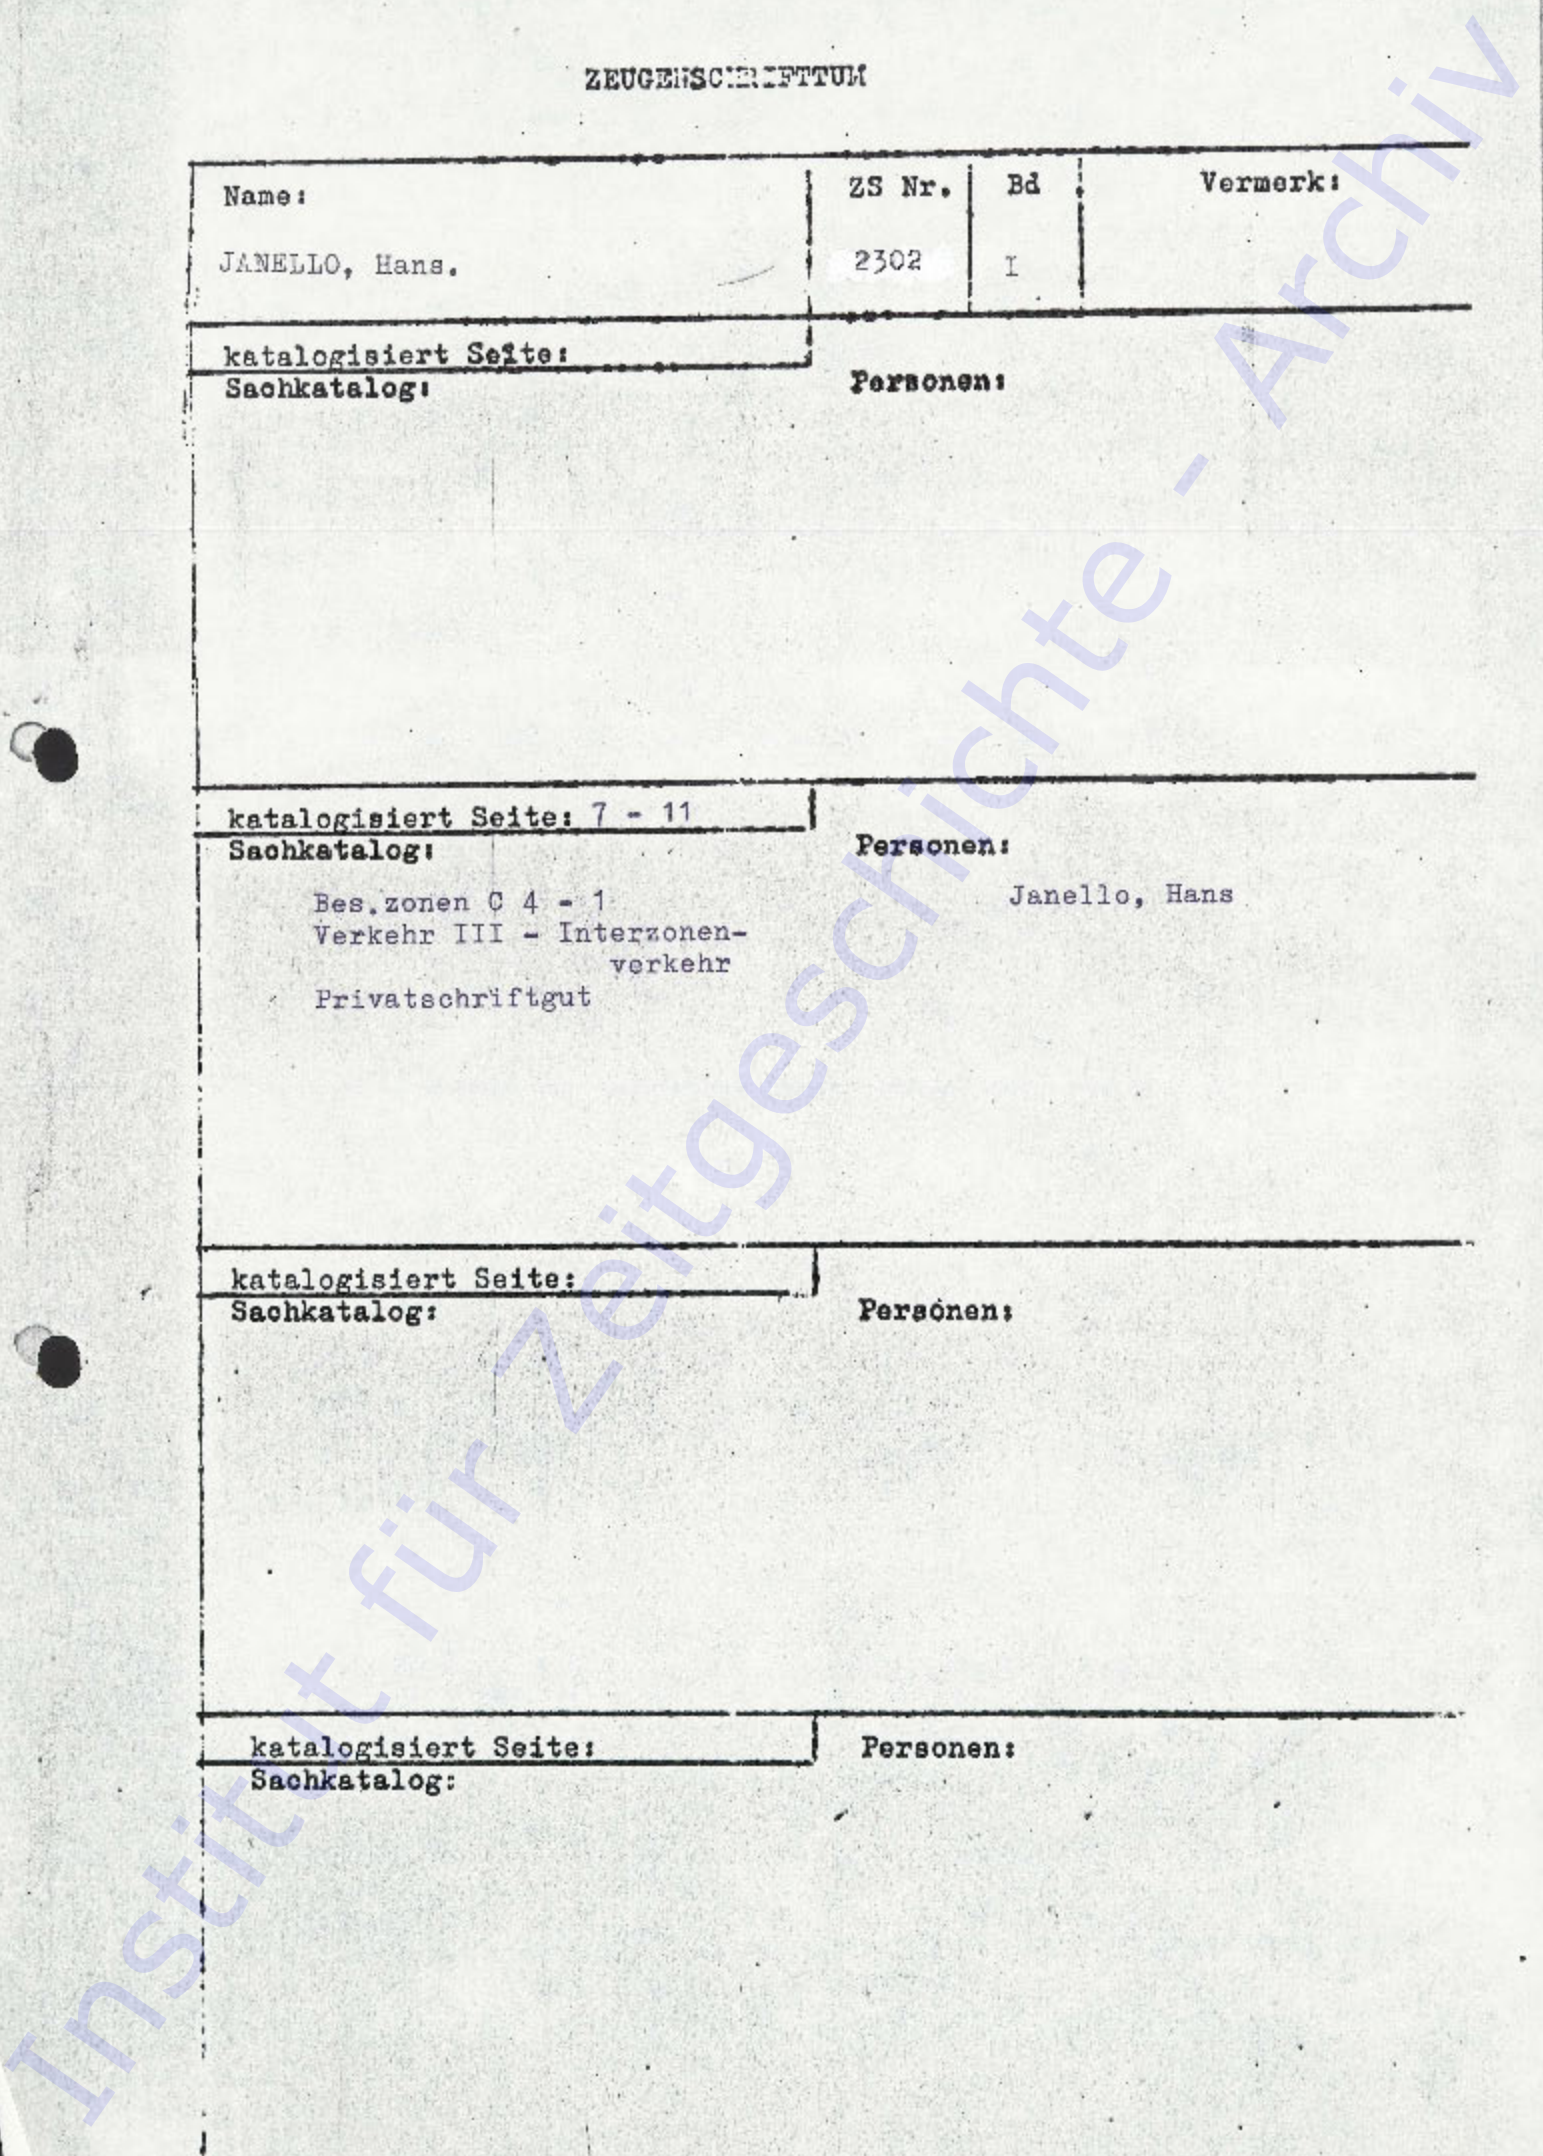 ZEUGENSCHRIFTTUM
Name: ZS Nr. Bd Vermerk:
JANELLO, Hans. 2302 I
katalogisiert Seite:
Sachkatalog: Personen:
katalogisiert Seite: 7 - 11
Sachkatalog: Personen:
Bes.zonen C 4 - 1 Janello, Hans
Verkehr III - Interzonen-
verkehr
Privatschriftgut
katalogisiert Seite:
Sachkatalog: Personen:
katalogisiert Seite: Personen:
Sachkatalog:
Institut für Zeitgeschichte - Archiv